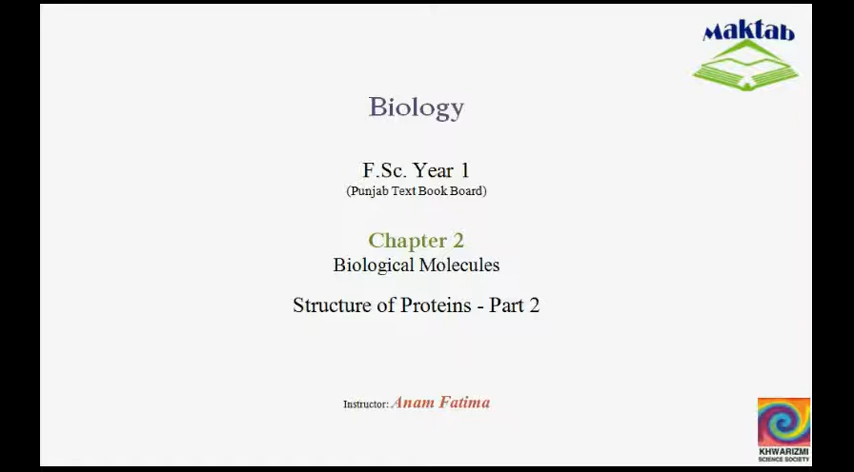 Maktab
Biology
F.Sc. Year 1
(Punjab Text Book Board)
Chapter 2
Biological Molecules
Structure of Proteins - Part 2
Instructor: Anam Fatima
KHWARIZMI
SCIENCE SOCIETY